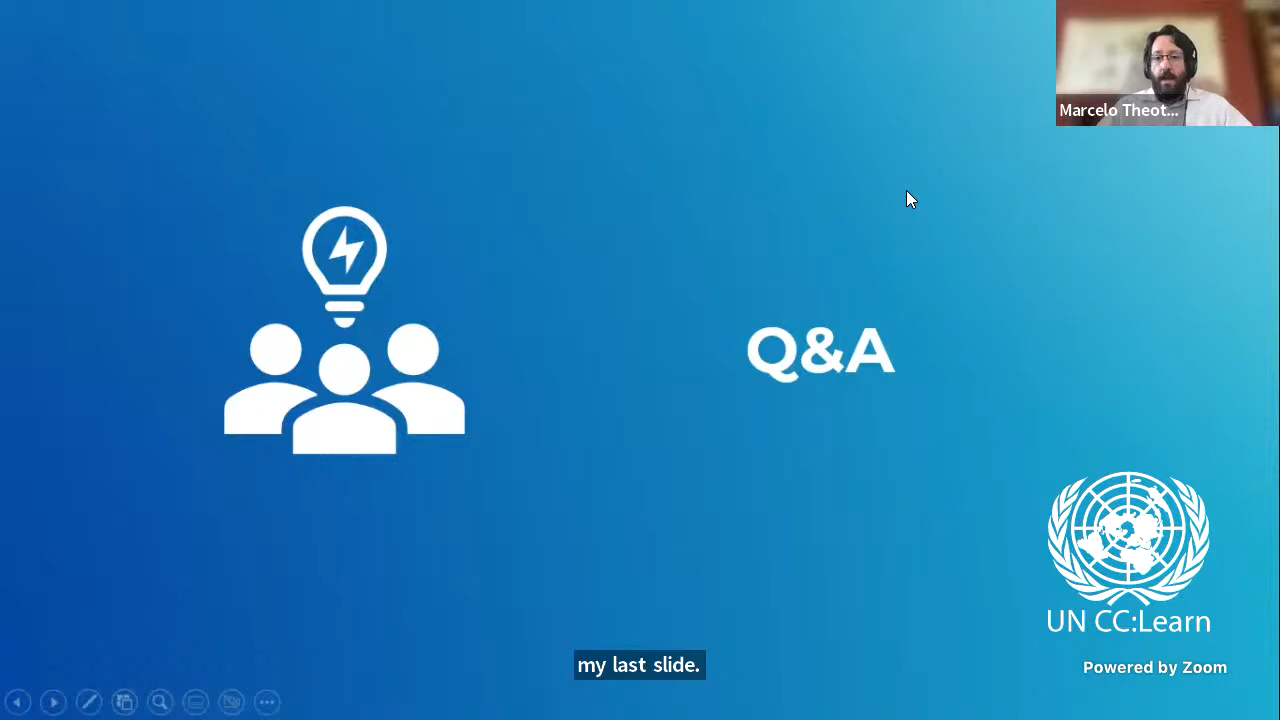 Marcelo Theot...
Q&A
UN CC:Learn
my last slide.
Powered by Zoom